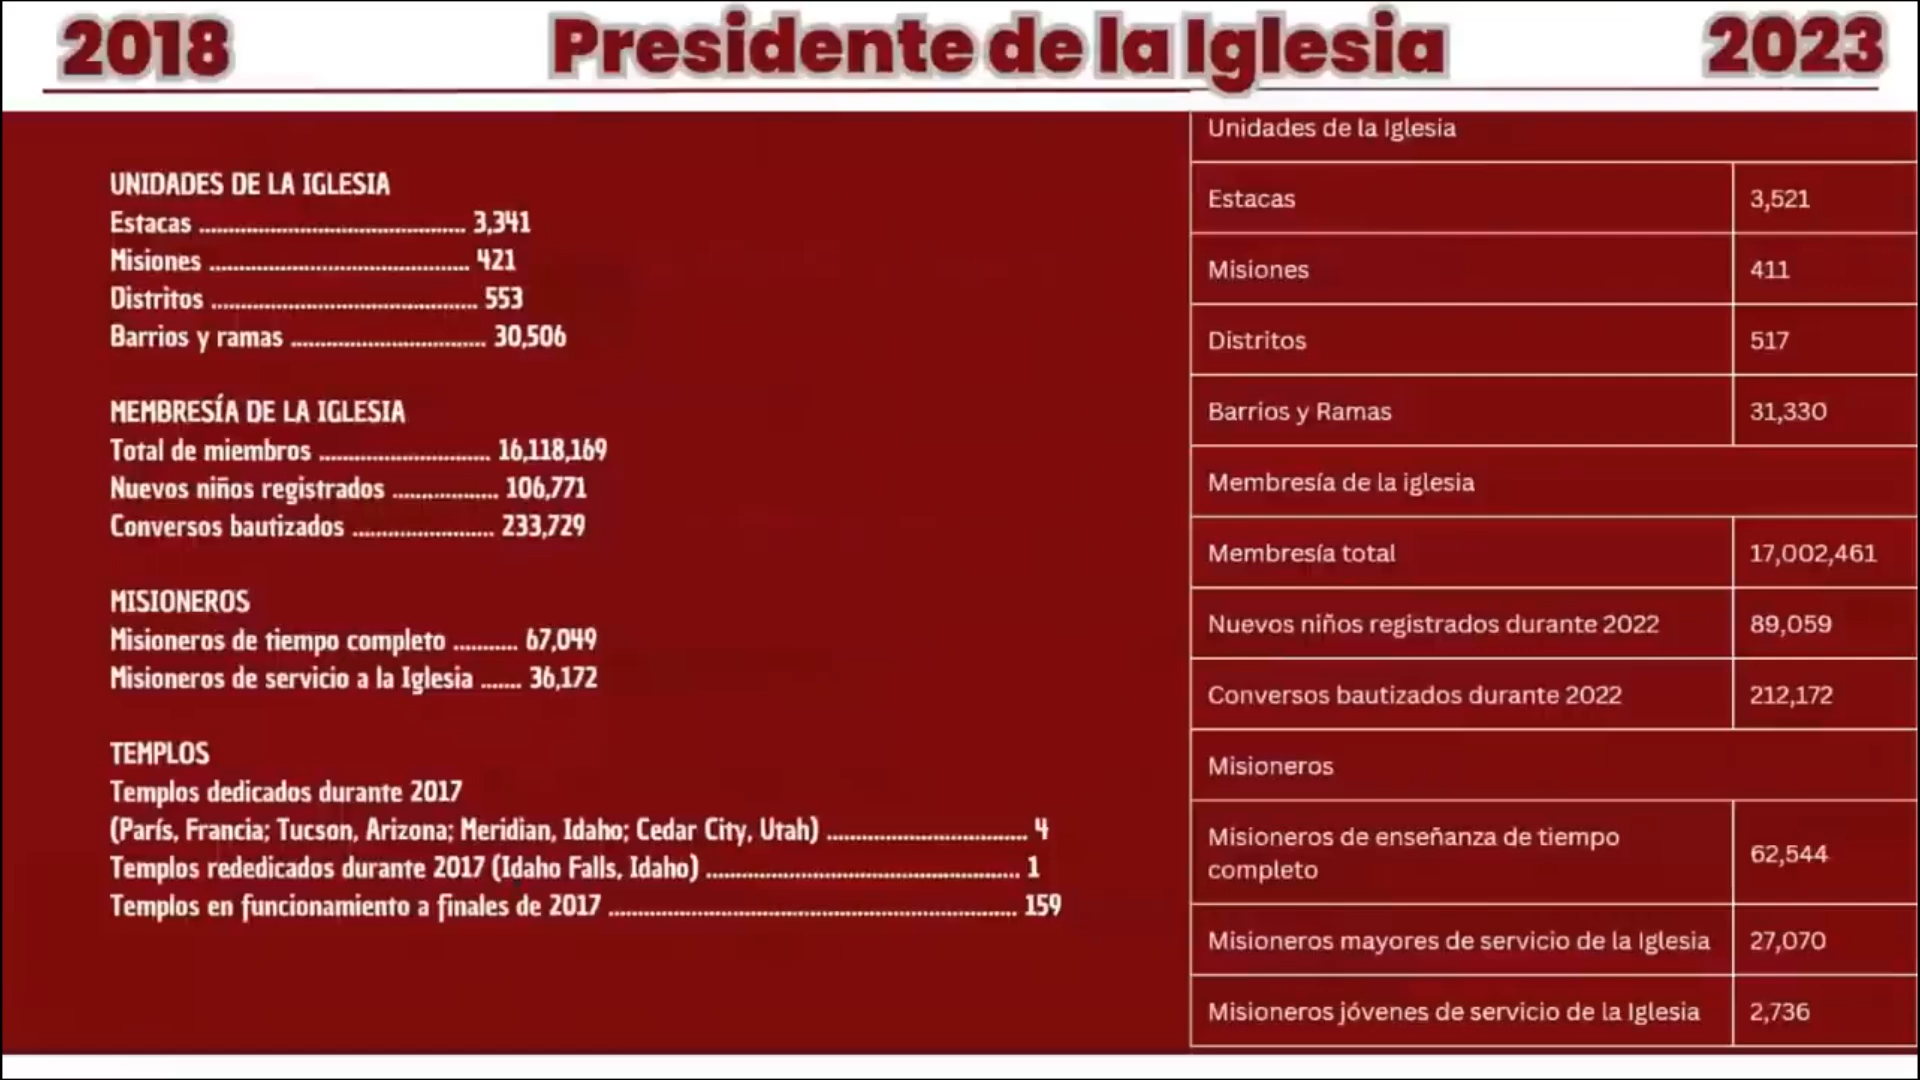 2018 Presidente de la Iglesia 2023
UNIDADES DE LA IGLESIA
Estacas ............................................. 3,341
Misiones ............................................ 421
Distritos ............................................. 553
Barrios y ramas ................................. 30,506
MEMBRESÍA DE LA IGLESIA
Total de miembros ............................. 16,118,169
Nuevos niños registrados .................. 106,771
Conversos bautizados ........................ 233,729
MISIONEROS
Misioneros de tiempo completo ........... 67,049
Misioneros de servicio a la Iglesia ....... 36,172
TEMPLOS
Templos dedicados durante 2017
(París, Francia; Tucson, Arizona; Meridian, Idaho; Cedar City, Utah) .................................. 4
Templos rededicados durante 2017 (Idaho Falls, Idaho) ..................................................... 1
Templos en funcionamiento a finales de 2017 ..................................................................... 159
Unidades de la Iglesia
Estacas 3,521
Misiones 411
Distritos 517
Barrios y Ramas 31,330
Membresía de la iglesia
Membresía total 17,002,461
Nuevos niños registrados durante 2022 89,059
Conversos bautizados durante 2022 212,172
Misioneros
Misioneros de enseñanza de tiempo
completo 62,544
Misioneros mayores de servicio de la Iglesia 27,070
Misioneros jóvenes de servicio de la Iglesia 2,736